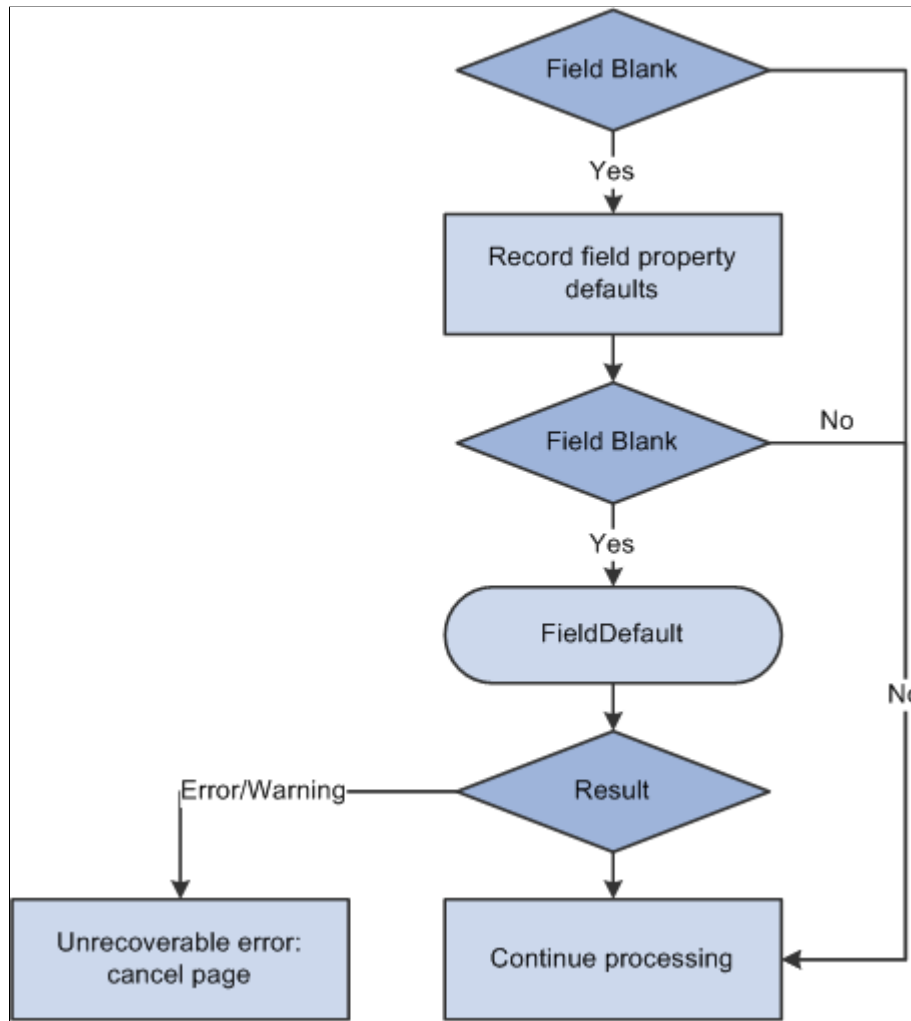 Field Blank
Yes
Record field property
defaults
Field Blank
No
Yes
FieldDefault
No
Result
Error/Warning
Unrecoverable error:
cancel page
Continue processing